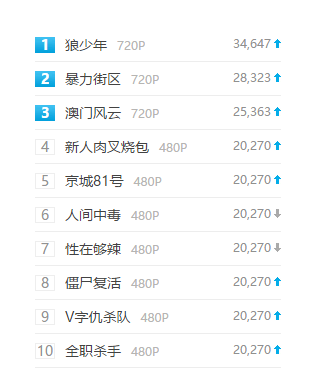 1 狼少年 720P 34,647
2 暴力街区 720P 28,323
3 澳门风云 720P 25,363
4 新人肉叉烧包 480P 20,270
5 京城81号 480P 20,270
6 人间中毒 480P 20,270
7 性在够辣 480P 20,270
8 僵尸复活 480P 20,270
9 V字仇杀队 480P 20,270
10 全职杀手 480P 20,270